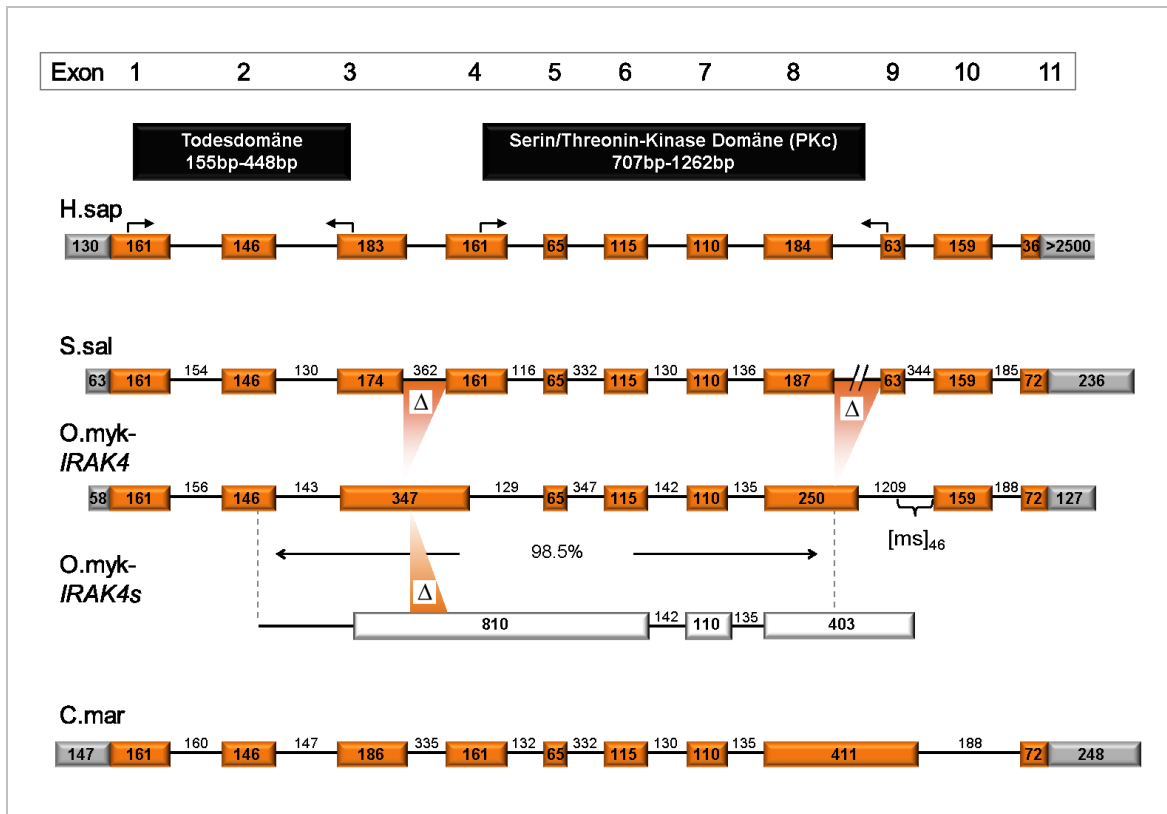 Exon 1 2 3 4 5 6 7 8 9 10 11
Todesdomäne
155bp-448bp
Serin/Threonin-Kinase Domäne (PKc)
707bp-1262bp
H.sap
130 161 146 183 161 65 115 110 184 63 159 36 >2500
S.sal
154 130 362 116 332 130 136 // 344 185
63 161 146 174 161 65 115 110 187 63 159 72 236
Δ Δ
O.myk-
IRAK4
156 143 129 347 142 135 1209 188
58 161 146 347 65 115 110 250 159 72 127
[ms]46
98.5%
O.myk-
IRAK4s
Δ
142 135
810 110 403
C.mar
160 147 335 132 332 130 135 188
147 161 146 186 161 65 115 110 411 72 248